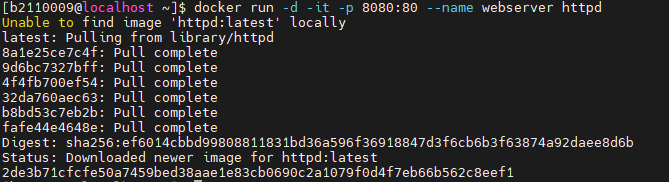 [b2110009@localhost ~]$ docker run -d -it -p 8080:80 --name webserver httpd
Unable to find image 'httpd:latest' locally
latest: Pulling from library/httpd
8a1e25ce7c4f: Pull complete
9d6bc7327bff: Pull complete
4f4fb700ef54: Pull complete
32da760aec63: Pull complete
b8bd53c7eb2b: Pull complete
fafe44e4648e: Pull complete
Digest: sha256:ef6014cbbd99808811831bd36a596f36918847d3f6cb6b3f63874a92daee8d6b
Status: Downloaded newer image for httpd:latest
2de3b71cfcfe50a7459bed38aae1e83cb0690c2a1079f0d4f7eb66b562c8eef1